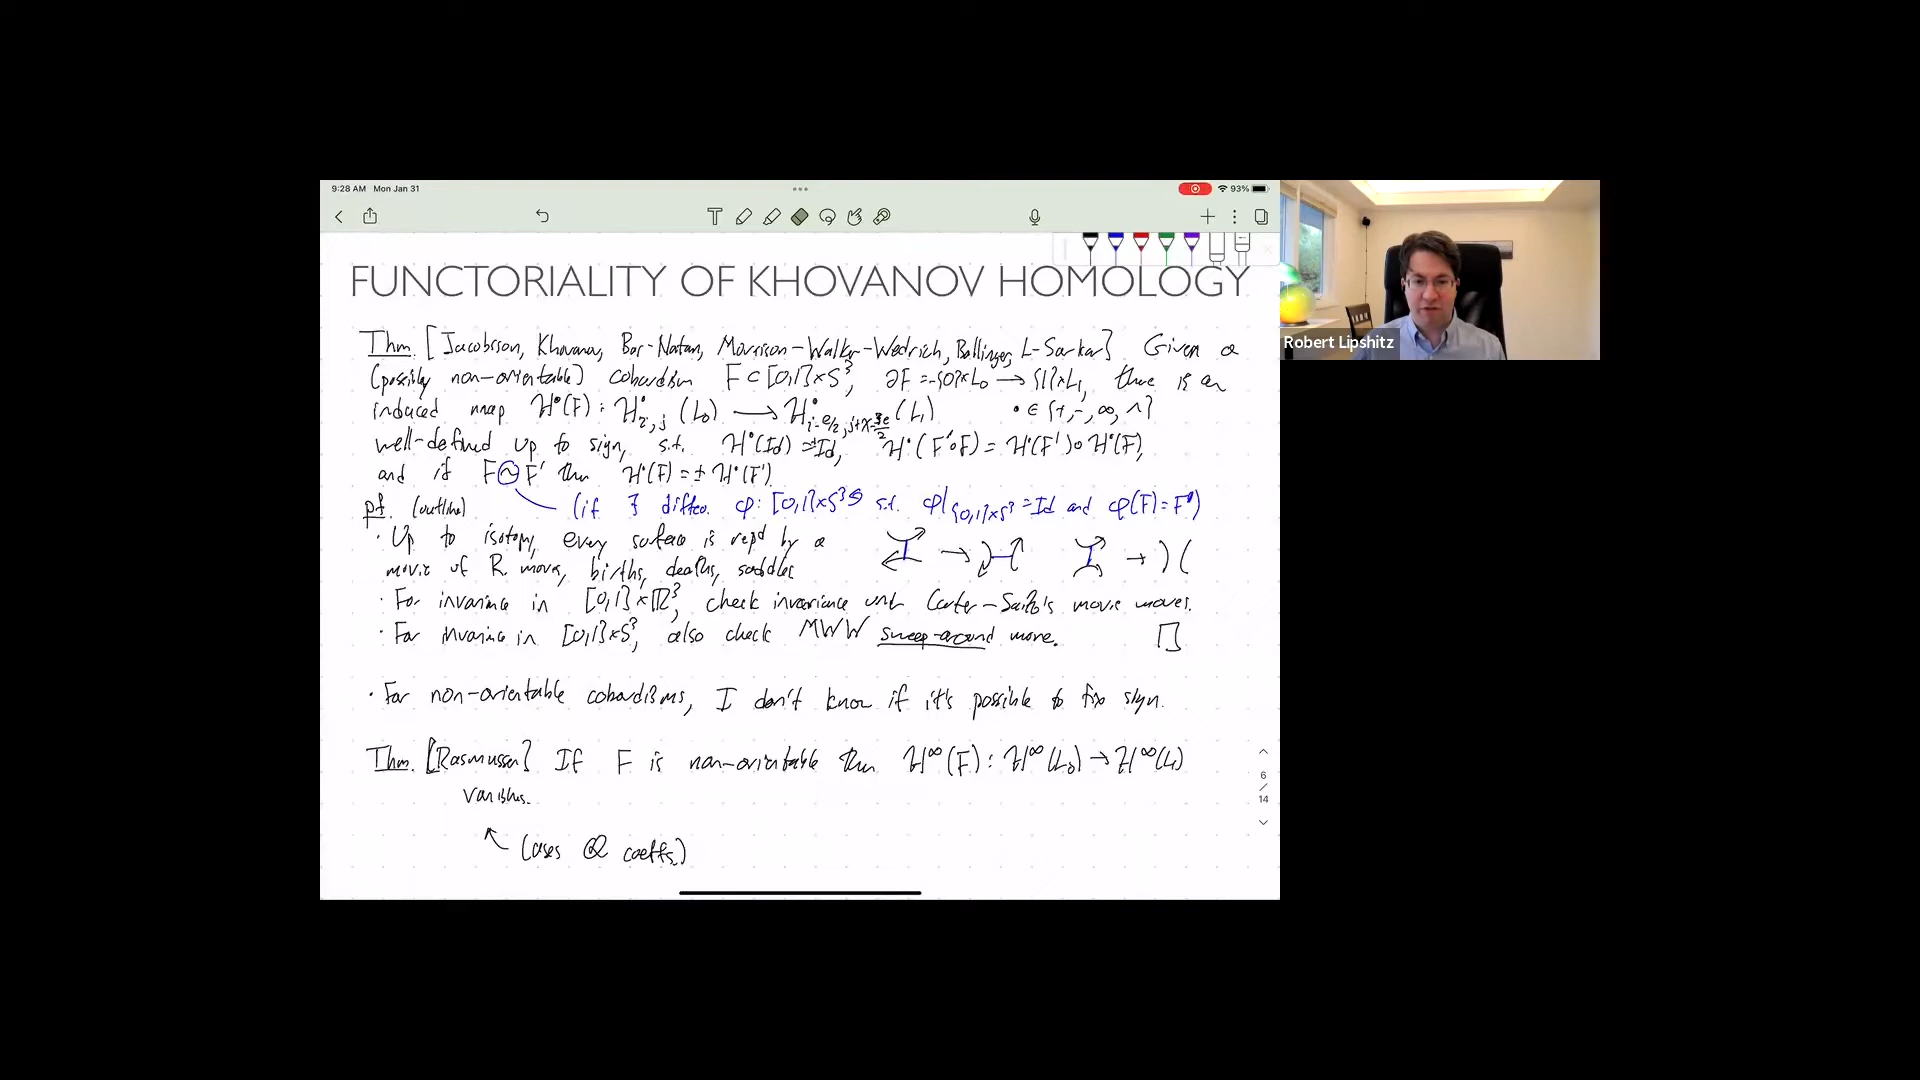 9:28 AM Mon Jan 31
93%
FUNCTORIALITY OF KHOVANOV HOMOLOGY
Thm. [Jacobsson, Khovanov, Bar-Natan, Morrison-Walker-Wedrich, Ballinger, L-Sarkar] Given a
(possibly non-orientable) cobordism F ⊂ [0,1]×S³, ∂F = -{0}×L₀ → {1}×L₁, there is an
induced map H•(F) : H•_{i,j}(L₀) → H•_{i-e/2, j+χ-3e/2}(L₁) • ∈ {+,-,∞,^}
well-defined up to sign, s.t. H•(Id) = ±Id, H•(F'∘F) = H•(F')∘H•(F),
and if F ~ F' then H•(F) = ± H•(F').
pf. (outline) (if ∃ diffeo. φ: [0,1]×S³ ↺ s.t. φ|_{{0,1}×S³} = Id and φ(F) = F')
· Up to isotopy, every surface is rep'd by a
movie of R moves, births, deaths, saddles
· For invariance in [0,1]×ℝ³, check invariance under Carter-Saito's movie moves.
· For invariance in [0,1]×S³, also check MWW sweep-around move.
· For non-orientable cobordisms, I don't know if it's possible to fix sign.
Thm. [Rasmussen] If F is non-orientable then H^∞(F) : H^∞(L₀) → H^∞(L₁)
vanishes.
(uses ℚ coeffs.)
6
/
14
Robert Lipshitz